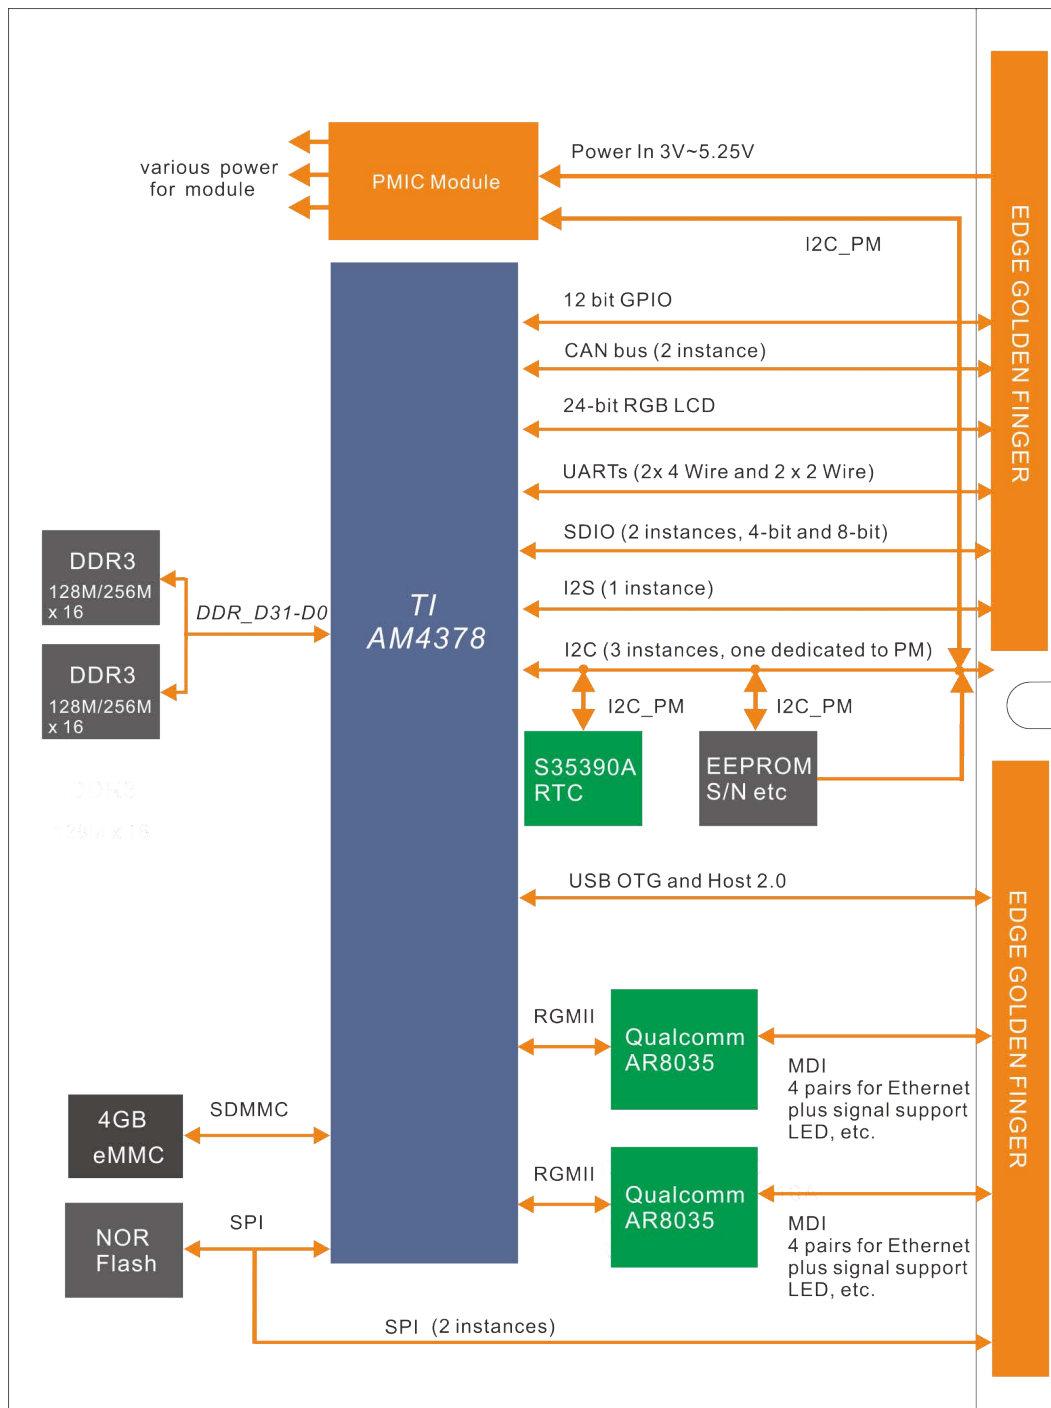 Power In 3V~5.25V
various power
for module
PMIC Module
I2C_PM
EDGE GOLDEN FINGER
12 bit GPIO
CAN bus (2 instance)
24-bit RGB LCD
UARTs (2x 4 Wire and 2 x 2 Wire)
SDIO (2 instances, 4-bit and 8-bit)
I2S (1 instance)
I2C (3 instances, one dedicated to PM)
TI
AM4378
DDR3
128M/256M
x 16
DDR_D31-D0
DDR3
128M/256M
x 16
I2C_PM
I2C_PM
S35390A
RTC
EEPROM
S/N etc
DDR3
128M x 16
USB OTG and Host 2.0
EDGE GOLDEN FINGER
RGMII
Qualcomm
AR8035
MDI
4 pairs for Ethernet
plus signal support
LED, etc.
4GB
eMMC
SDMMC
RGMII
Qualcomm
AR8035
MDI
4 pairs for Ethernet
plus signal support
LED, etc.
NOR
Flash
SPI
SPI (2 instances)